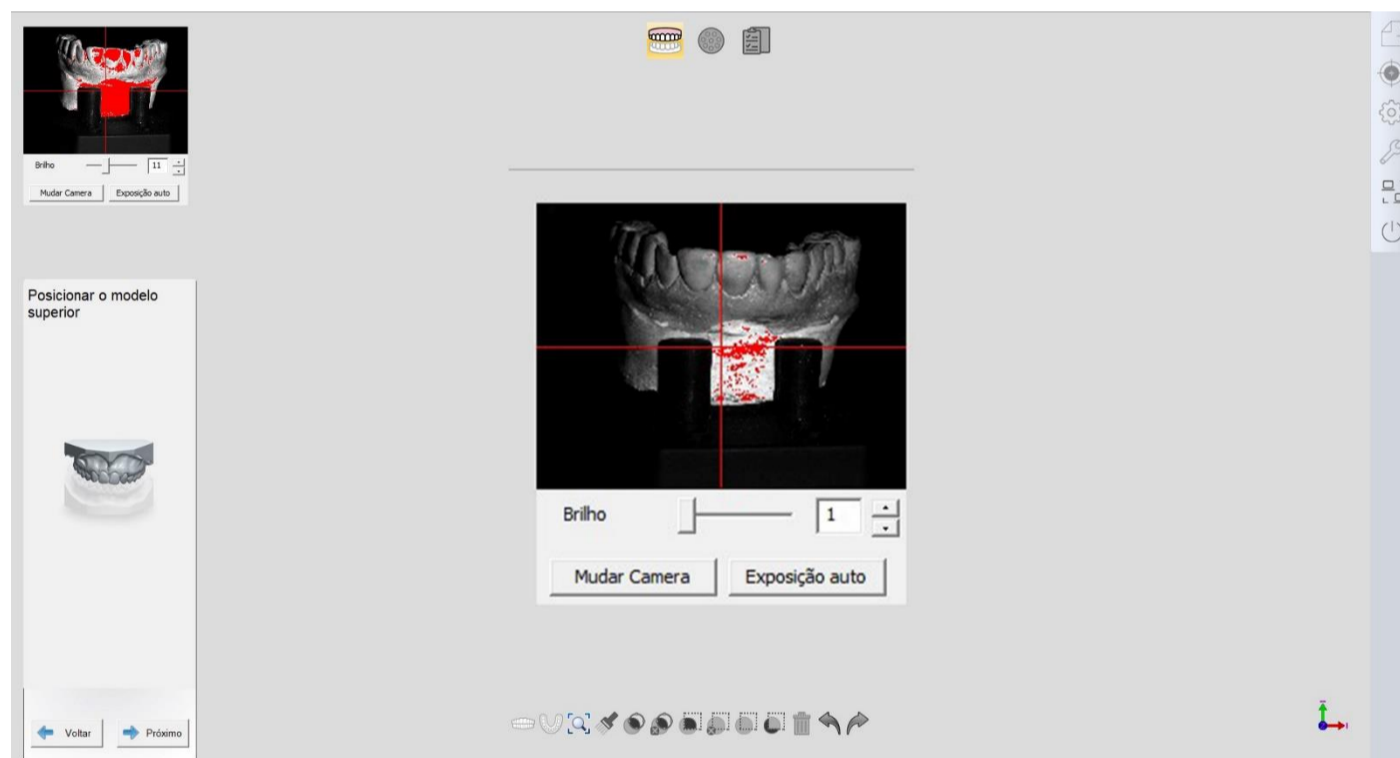 Brilho 11
Mudar Camera Exposição auto
Posicionar o modelo
superior
Brilho 1
Mudar Camera Exposição auto
Voltar Próximo